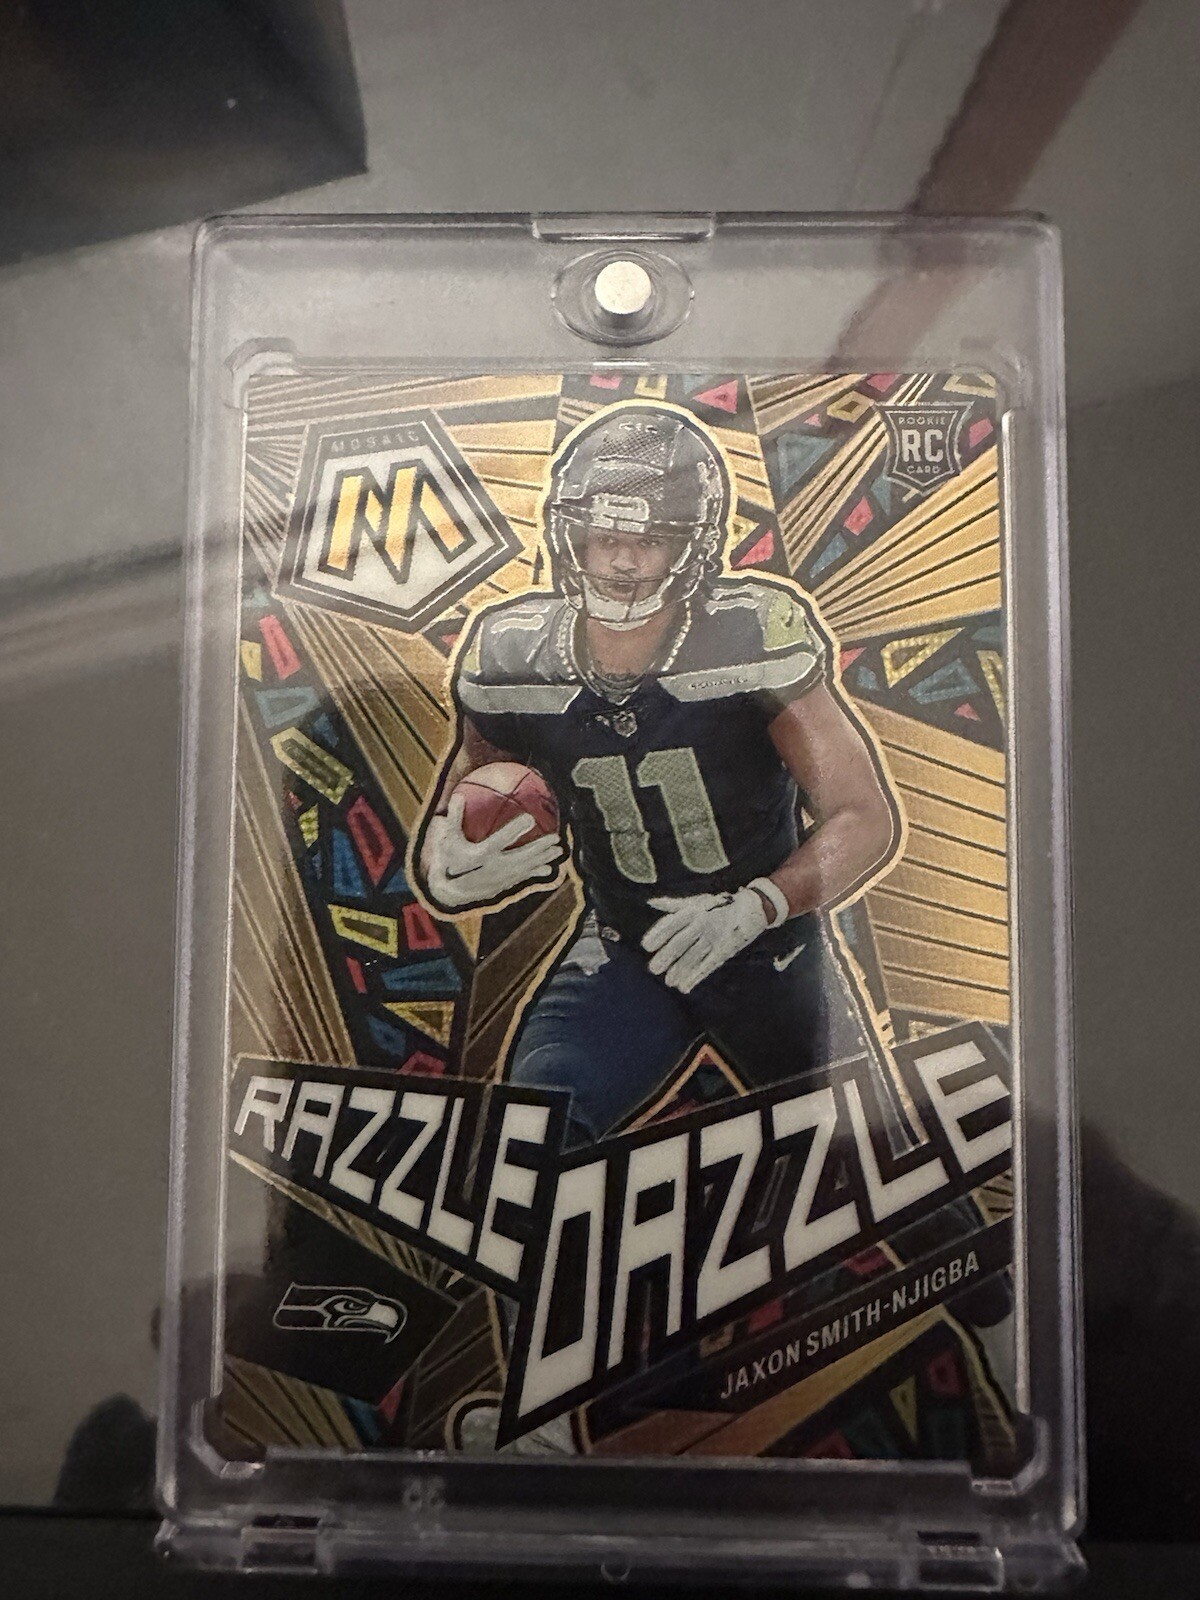 MOSAIC
M
ROOKIE
RC
CARD
11
RAZZLE
DAZZLE
JAXON SMITH-NJIGBA